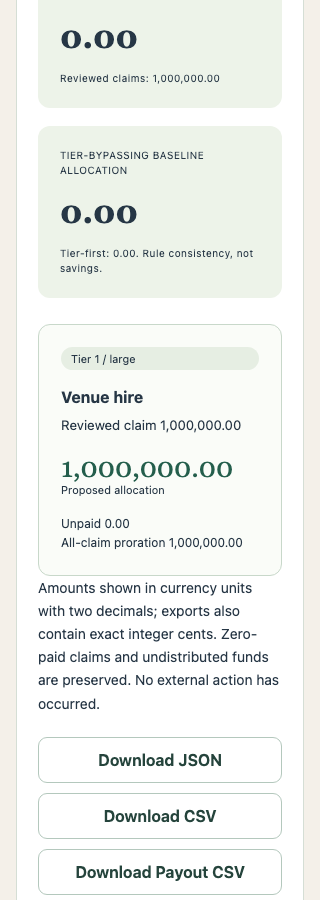 0.00
Reviewed claims: 1,000,000.00
TIER-BYPASSING BASELINE
ALLOCATION
0.00
Tier-first: 0.00. Rule consistency, not
savings.
Tier 1 / large
Venue hire
Reviewed claim 1,000,000.00
1,000,000.00
Proposed allocation
Unpaid 0.00
All-claim proration 1,000,000.00
Amounts shown in currency units
with two decimals; exports also
contain exact integer cents. Zero-
paid claims and undistributed funds
are preserved. No external action has
occurred.
Download JSON
Download CSV
Download Payout CSV